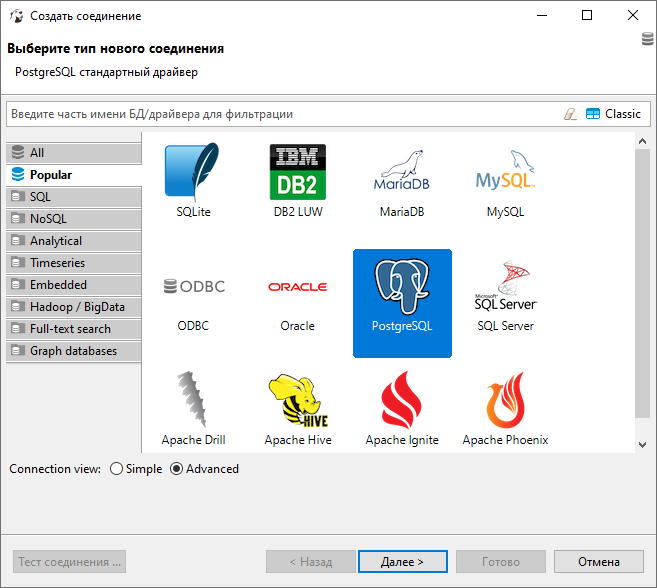 Создать соединение
Выберите тип нового соединения
PostgreSQL стандартный драйвер
Введите часть имени БД/драйвера для фильтрации
Classic
All
Popular
SQL
NoSQL
Analytical
Timeseries
Embedded
Hadoop / BigData
Full-text search
Graph databases
SQLite
IBM
DB2
DB2 LUW
MariaDB
MariaDB
MySQL
MySQL
ODBC
ODBC
ORACLE
Oracle
PostgreSQL
Microsoft
SQL Server
SQL Server
Apache Drill
HIVE
Apache Hive
Apache Ignite
Apache Phoenix
Connection view: Simple Advanced
Тест соединения ... < Назад Далее > Готово Отмена